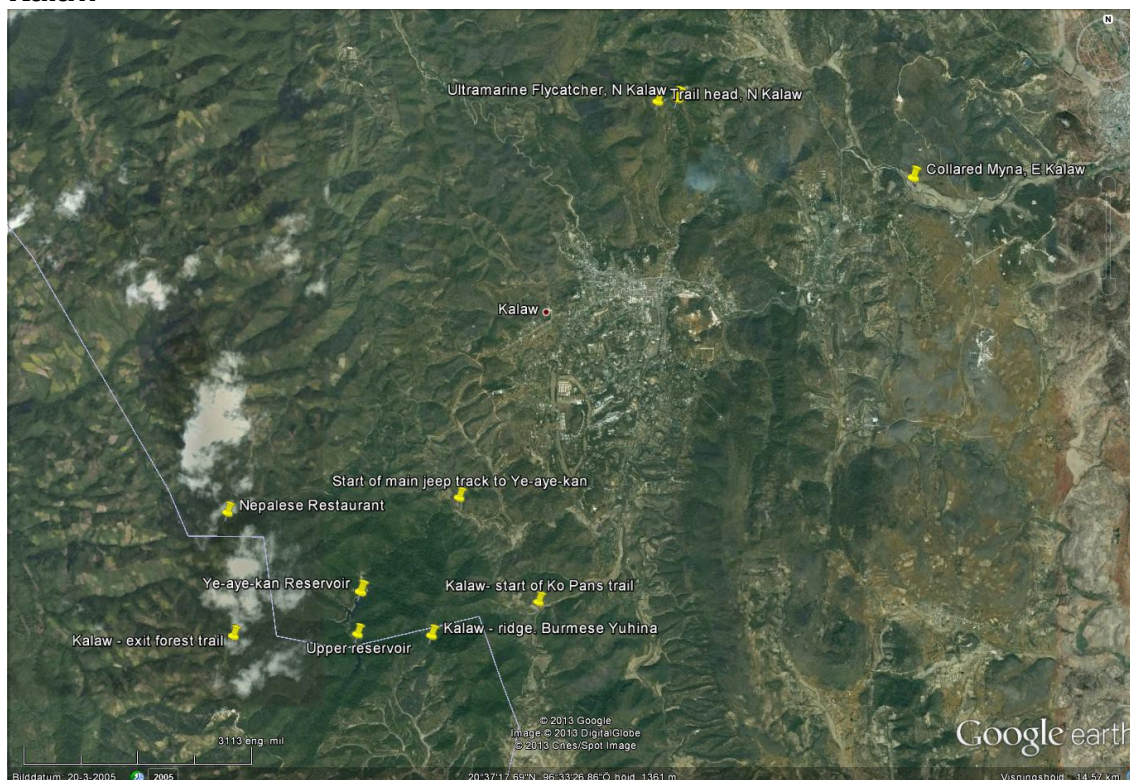 N
Ultramarine Flycatcher, N Kalaw
Trail head, N Kalaw
Collared Myna, E Kalaw
Kalaw
Start of main jeep track to Ye-aye-kan
Nepalese Restaurant
Ye-aye-kan Reservoir
Kalaw- start of Ko Pans trail
Kalaw - exit forest trail
Upper reservoir
Kalaw - ridge. Burmese Yuhina
3113 eng. mil
© 2013 Google
Image © 2013 DigitalGlobe
© 2013 Cnes/Spot Image
Google earth
Bilddatum: 20-3-2005
2005
20°37'17.69"N 96°33'26.86"Ö höjd 1361 m
Visningshöjd 14.57 km